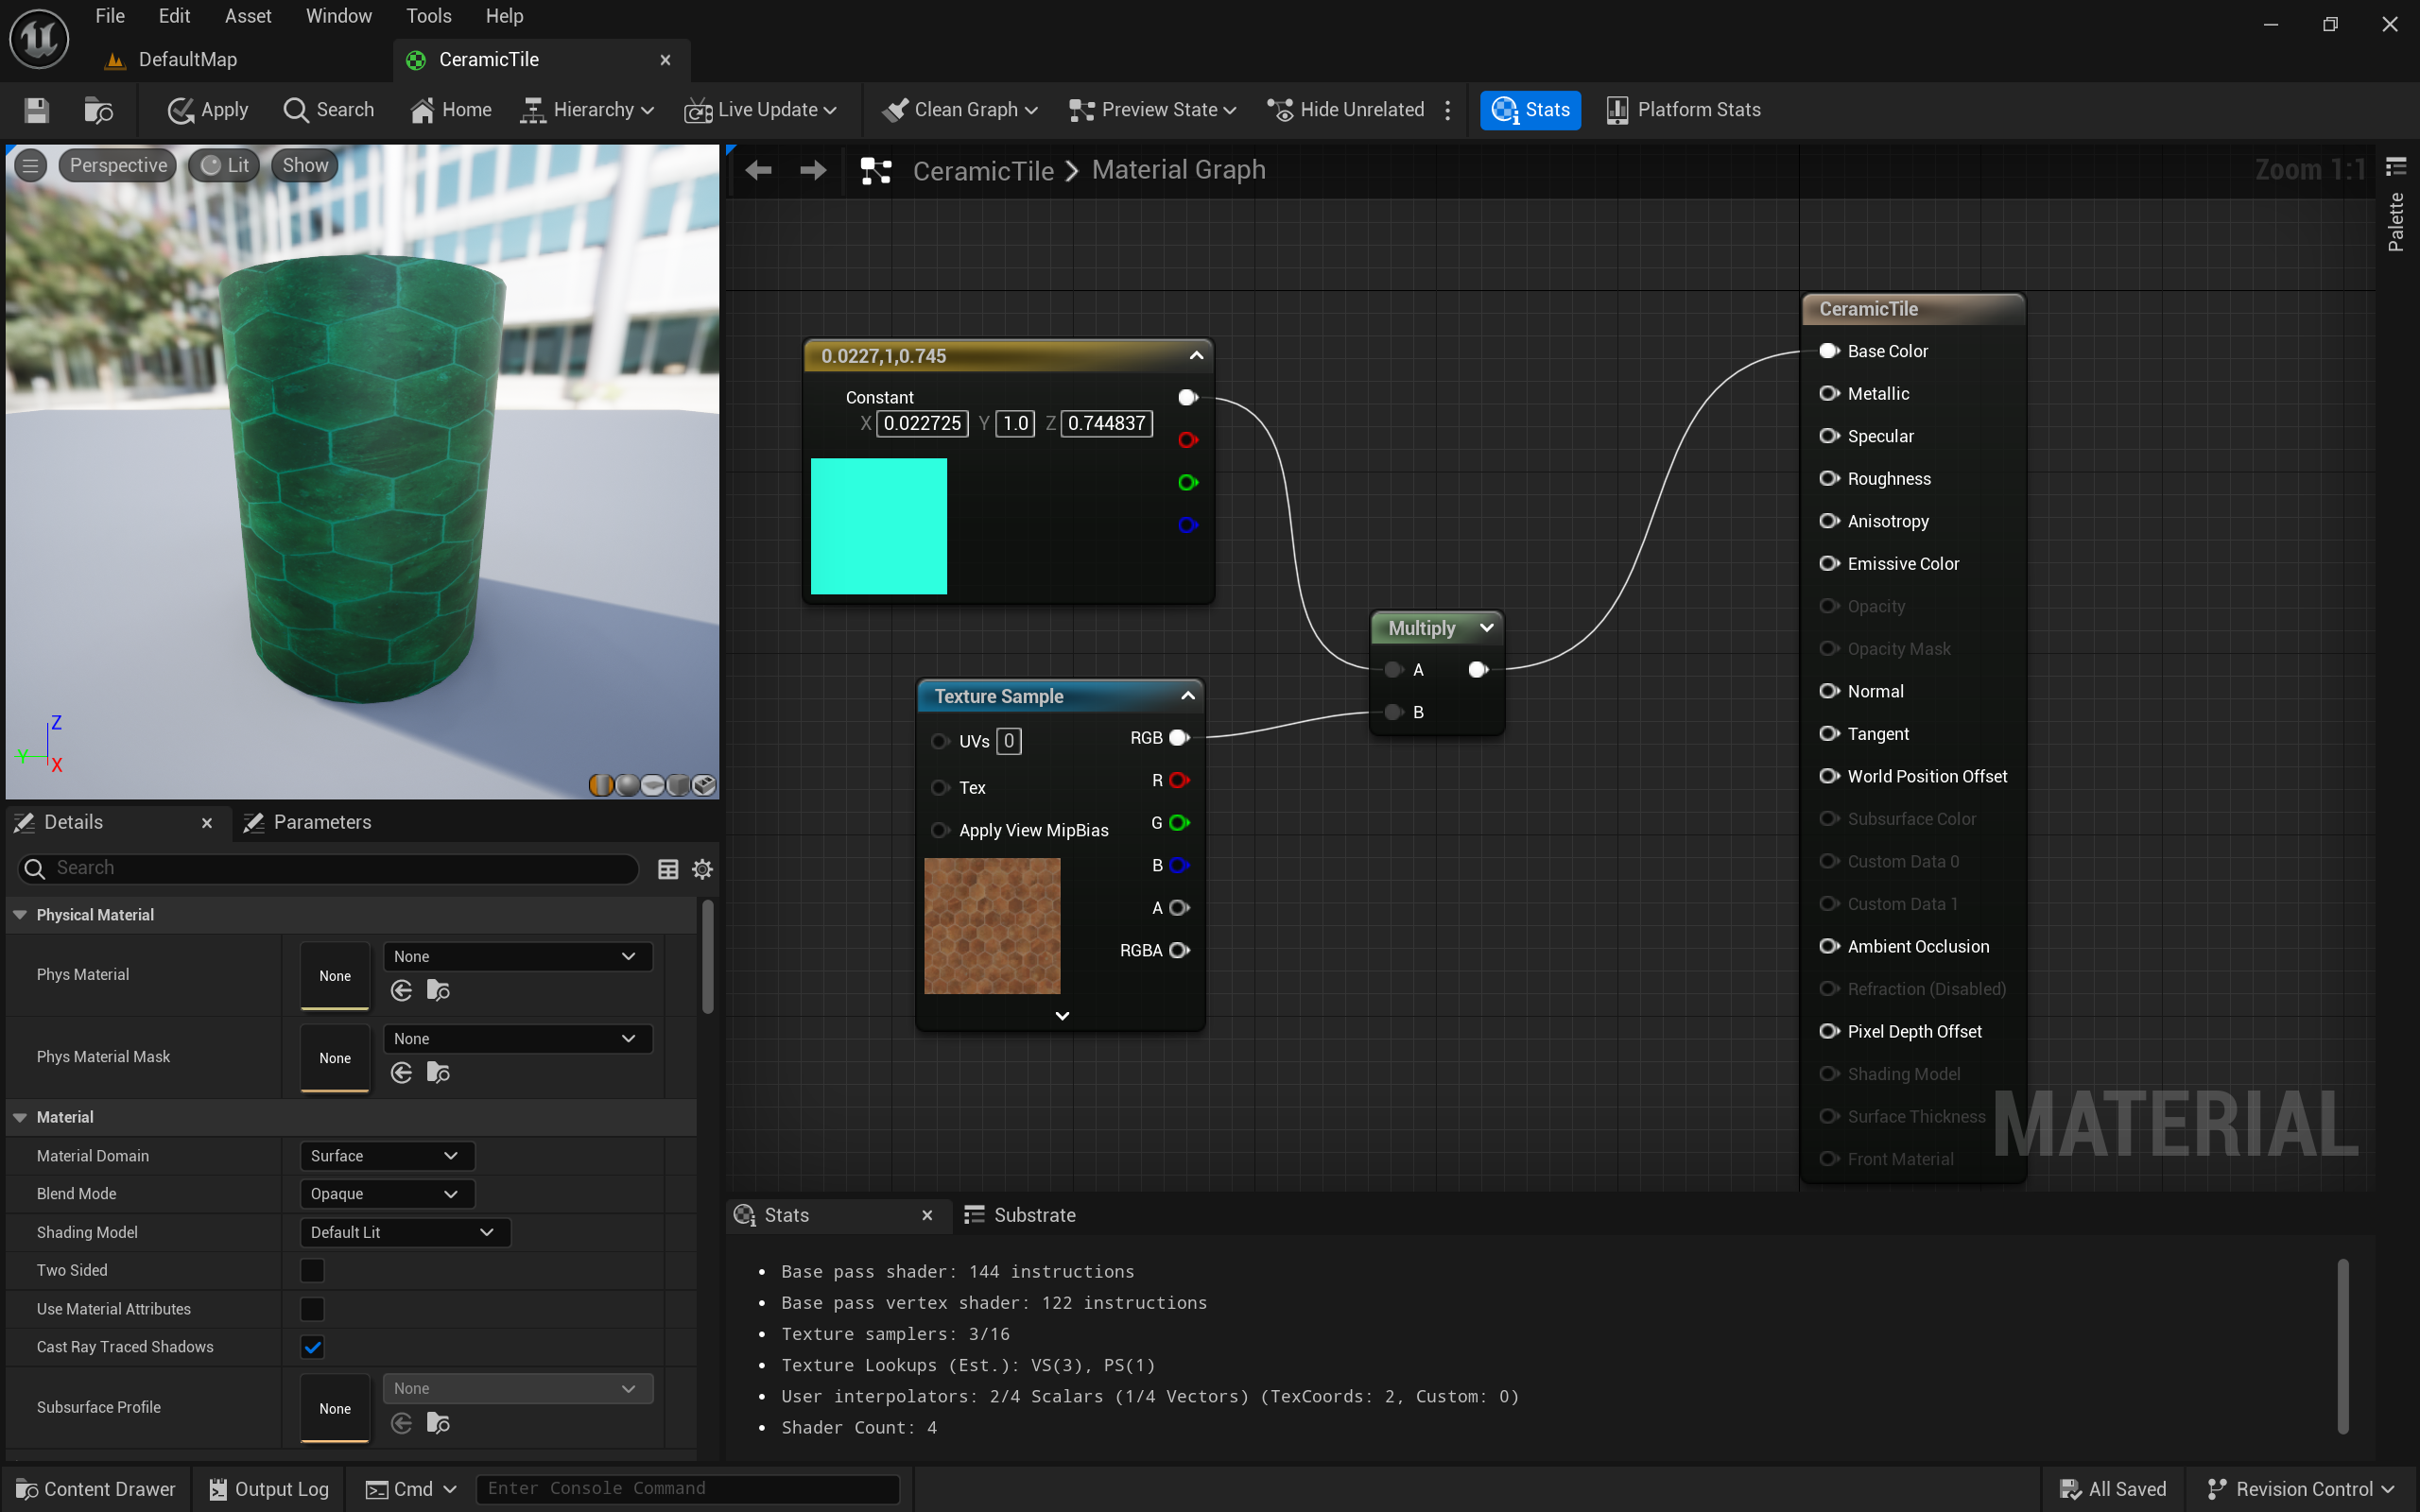 File Edit Asset Window Tools Help
DefaultMap
CeramicTile
Apply Search Home Hierarchy Live Update Clean Graph Preview State Hide Unrelated Stats Platform Stats
Perspective Lit Show
Z
Y
X
CeramicTile > Material Graph
Zoom 1:1
Palette
0.0227,1,0.745
Constant
X 0.022725 Y 1.0 Z 0.744837
Texture Sample
UVs 0
Tex
Apply View MipBias
RGB
R
G
B
A
RGBA
Multiply
A
B
CeramicTile
Base Color
Metallic
Specular
Roughness
Anisotropy
Emissive Color
Opacity
Opacity Mask
Normal
Tangent
World Position Offset
Subsurface Color
Custom Data 0
Custom Data 1
Ambient Occlusion
Refraction (Disabled)
Pixel Depth Offset
Shading Model
Surface Thickness
Front Material
MATERIAL
Details
Parameters
Search
Physical Material
Phys Material None None
Phys Material Mask None None
Material
Material Domain Surface
Blend Mode Opaque
Shading Model Default Lit
Two Sided
Use Material Attributes
Cast Ray Traced Shadows
Subsurface Profile None None
Stats
Substrate
• Base pass shader: 144 instructions
• Base pass vertex shader: 122 instructions
• Texture samplers: 3/16
• Texture Lookups (Est.): VS(3), PS(1)
• User interpolators: 2/4 Scalars (1/4 Vectors) (TexCoords: 2, Custom: 0)
• Shader Count: 4
Content Drawer Output Log Cmd Enter Console Command All Saved Revision Control